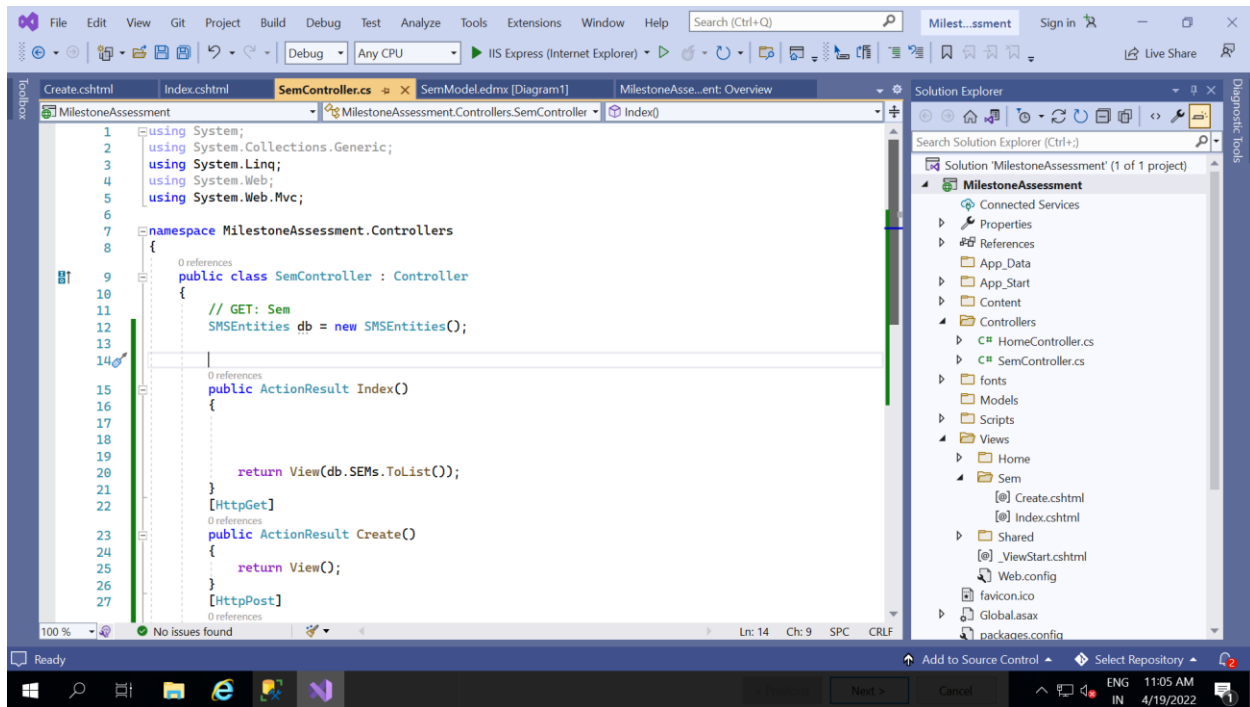 File Edit View Git Project Build Debug Test Analyze Tools Extensions Window Help Search (Ctrl+Q) Milest...ssment Sign in
Debug Any CPU IIS Express (Internet Explorer) Live Share
Toolbox
Create.cshtml Index.cshtml SemController.cs SemModel.edmx [Diagram1] MilestoneAsse...ent: Overview
MilestoneAssessment MilestoneAssessment.Controllers.SemController Index()
1 using System;
2 using System.Collections.Generic;
3 using System.Linq;
4 using System.Web;
5 using System.Web.Mvc;
6
7 namespace MilestoneAssessment.Controllers
8 {
0 references
9 public class SemController : Controller
10 {
11 // GET: Sem
12 SMSEntities db = new SMSEntities();
13
14
0 references
15 public ActionResult Index()
16 {
17
18
19
20 return View(db.SEMs.ToList());
21 }
22 [HttpGet]
0 references
23 public ActionResult Create()
24 {
25 return View();
26 }
27 [HttpPost]
0 references
100 % No issues found Ln: 14 Ch: 9 SPC CRLF
Solution Explorer
Search Solution Explorer (Ctrl+;)
Solution 'MilestoneAssessment' (1 of 1 project)
MilestoneAssessment
Connected Services
Properties
References
App_Data
App_Start
Content
Controllers
C# HomeController.cs
C# SemController.cs
fonts
Models
Scripts
Views
Home
Sem
[@] Create.cshtml
[@] Index.cshtml
Shared
[@] _ViewStart.cshtml
Web.config
favicon.ico
Global.asax
packages.config
Diagnostic Tools
Ready Add to Source Control Select Repository 2
Next > Cancel ENG 11:05 AM
IN 4/19/2022 1